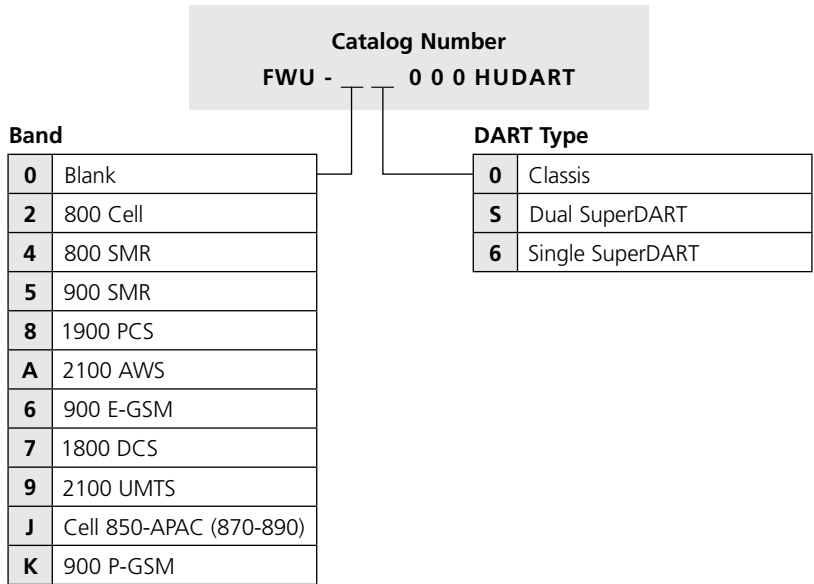 Catalog Number
FWU - _ _ 0 0 0 HUDART
Band
0 Blank
2 800 Cell
4 800 SMR
5 900 SMR
8 1900 PCS
A 2100 AWS
6 900 E-GSM
7 1800 DCS
9 2100 UMTS
J Cell 850-APAC (870-890)
K 900 P-GSM
DART Type
0 Classis
S Dual SuperDART
6 Single SuperDART